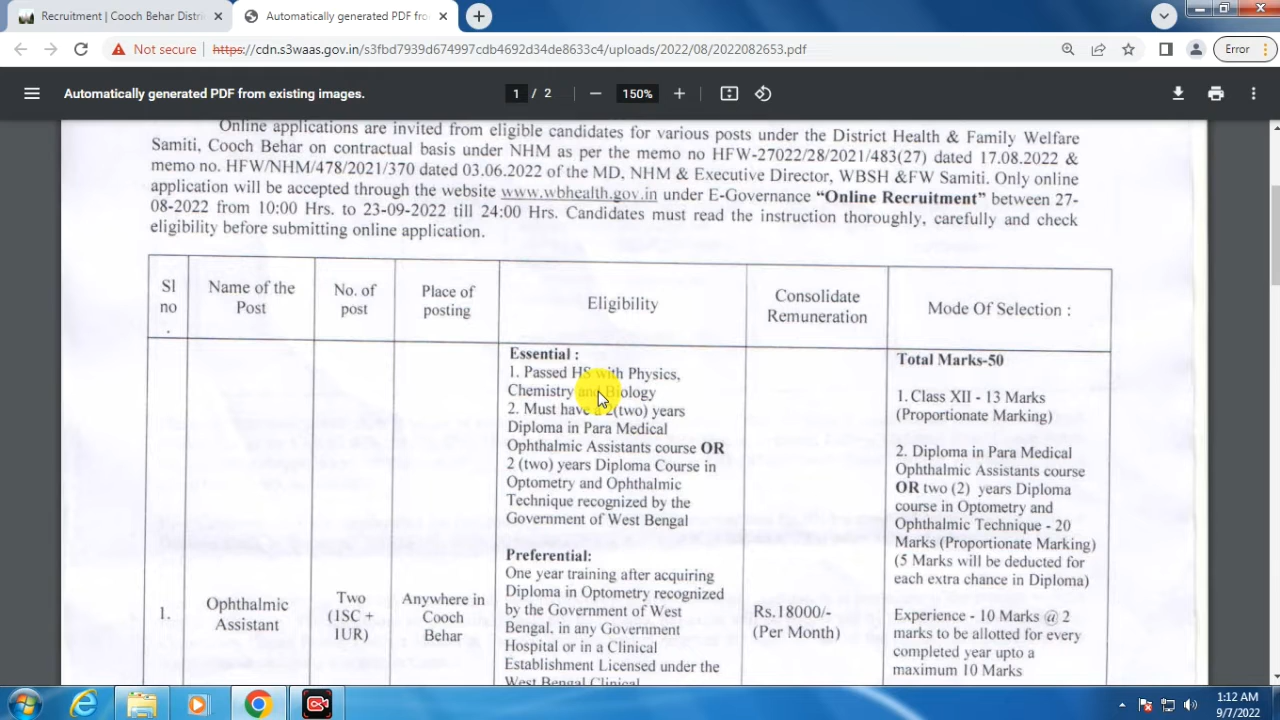 Recruitment | Cooch Behar Distri
Automatically generated PDF fro
Not secure
https://cdn.s3waas.gov.in/s3fbd7939d674997cdb4692d34de8633c4/uploads/2022/08/2022082653.pdf
Error
Automatically generated PDF from existing images.
1 / 2
150%
Online applications are invited from eligible candidates for various posts under the District Health & Family Welfare
Samiti, Cooch Behar on contractual basis under NHM as per the memo no HFW-27022/28/2021/483(27) dated 17.08.2022 &
memo no. HFW/NHM/478/2021/370 dated 03.06.2022 of the MD, NHM & Executive Director, WBSH &FW Samiti. Only online
application will be accepted through the website www.wbhealth.gov.in under E-Governance “Online Recruitment” between 27-
08-2022 from 10:00 Hrs. to 23-09-2022 till 24:00 Hrs. Candidates must read the instruction thoroughly, carefully and check
eligibility before submitting online application.
Sl
no
.
Name of the
Post
No. of
post
Place of
posting
Eligibility
Consolidate
Remuneration
Mode Of Selection :
1.
Ophthalmic
Assistant
Two
(1SC +
1UR)
Anywhere in
Cooch
Behar
Essential :
1. Passed HS with Physics,
Chemistry and Biology
2. Must have a 2(two) years
Diploma in Para Medical
Ophthalmic Assistants course OR
2 (two) years Diploma Course in
Optometry and Ophthalmic
Technique recognized by the
Government of West Bengal
Preferential:
One year training after acquiring
Diploma in Optometry recognized
by the Government of West
Bengal, in any Government
Hospital or in a Clinical
Establishment Licensed under the
West Bengal Clinical
Rs.18000/-
(Per Month)
Total Marks-50
1. Class XII - 13 Marks
(Proportionate Marking)
2. Diploma in Para Medical
Ophthalmic Assistants course
OR two (2) years Diploma
course in Optometry and
Ophthalmic Technique - 20
Marks (Proportionate Marking)
(5 Marks will be deducted for
each extra chance in Diploma)
Experience - 10 Marks @ 2
marks to be allotted for every
completed year upto a
maximum 10 Marks
1:12 AM
9/7/2022